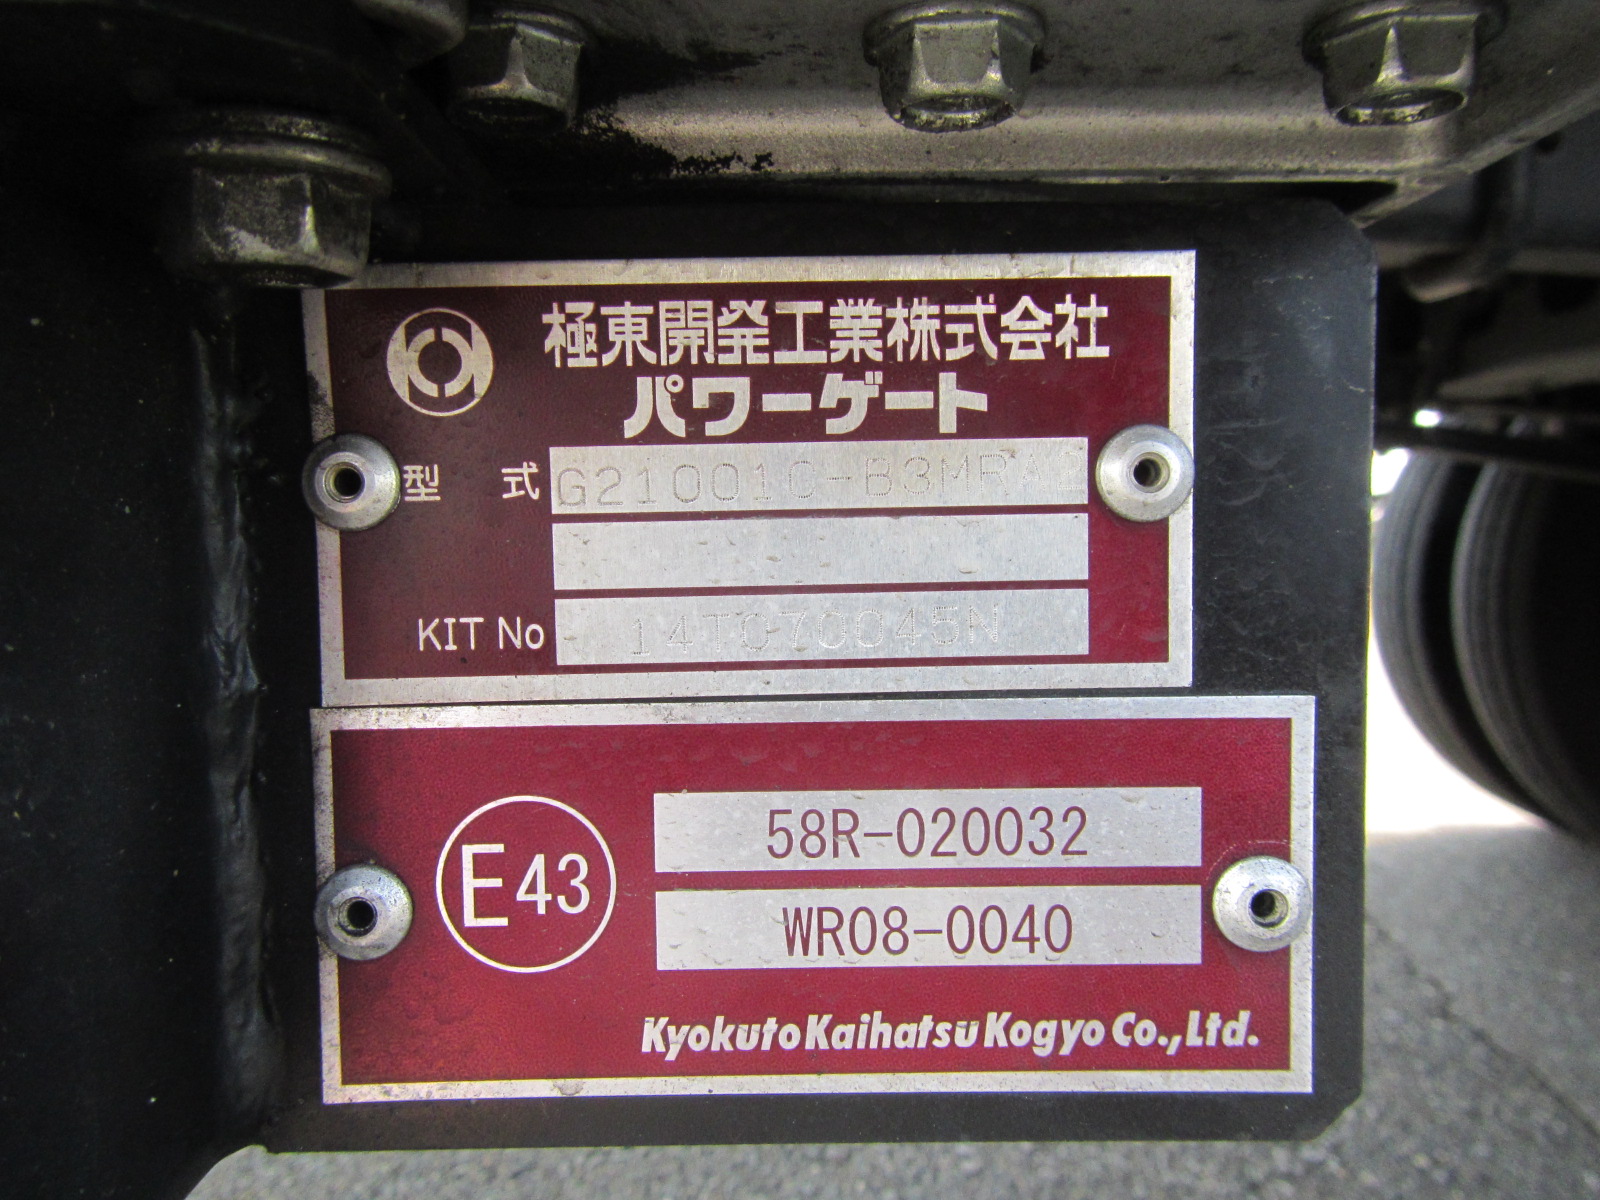 極東開発工業株式会社
パワーゲート
型 式 G21001C-B3MRA2
KIT No 14T070045N
E43
58R-020032
WR08-0040
Kyokuto Kaihatsu Kogyo Co.,Ltd.